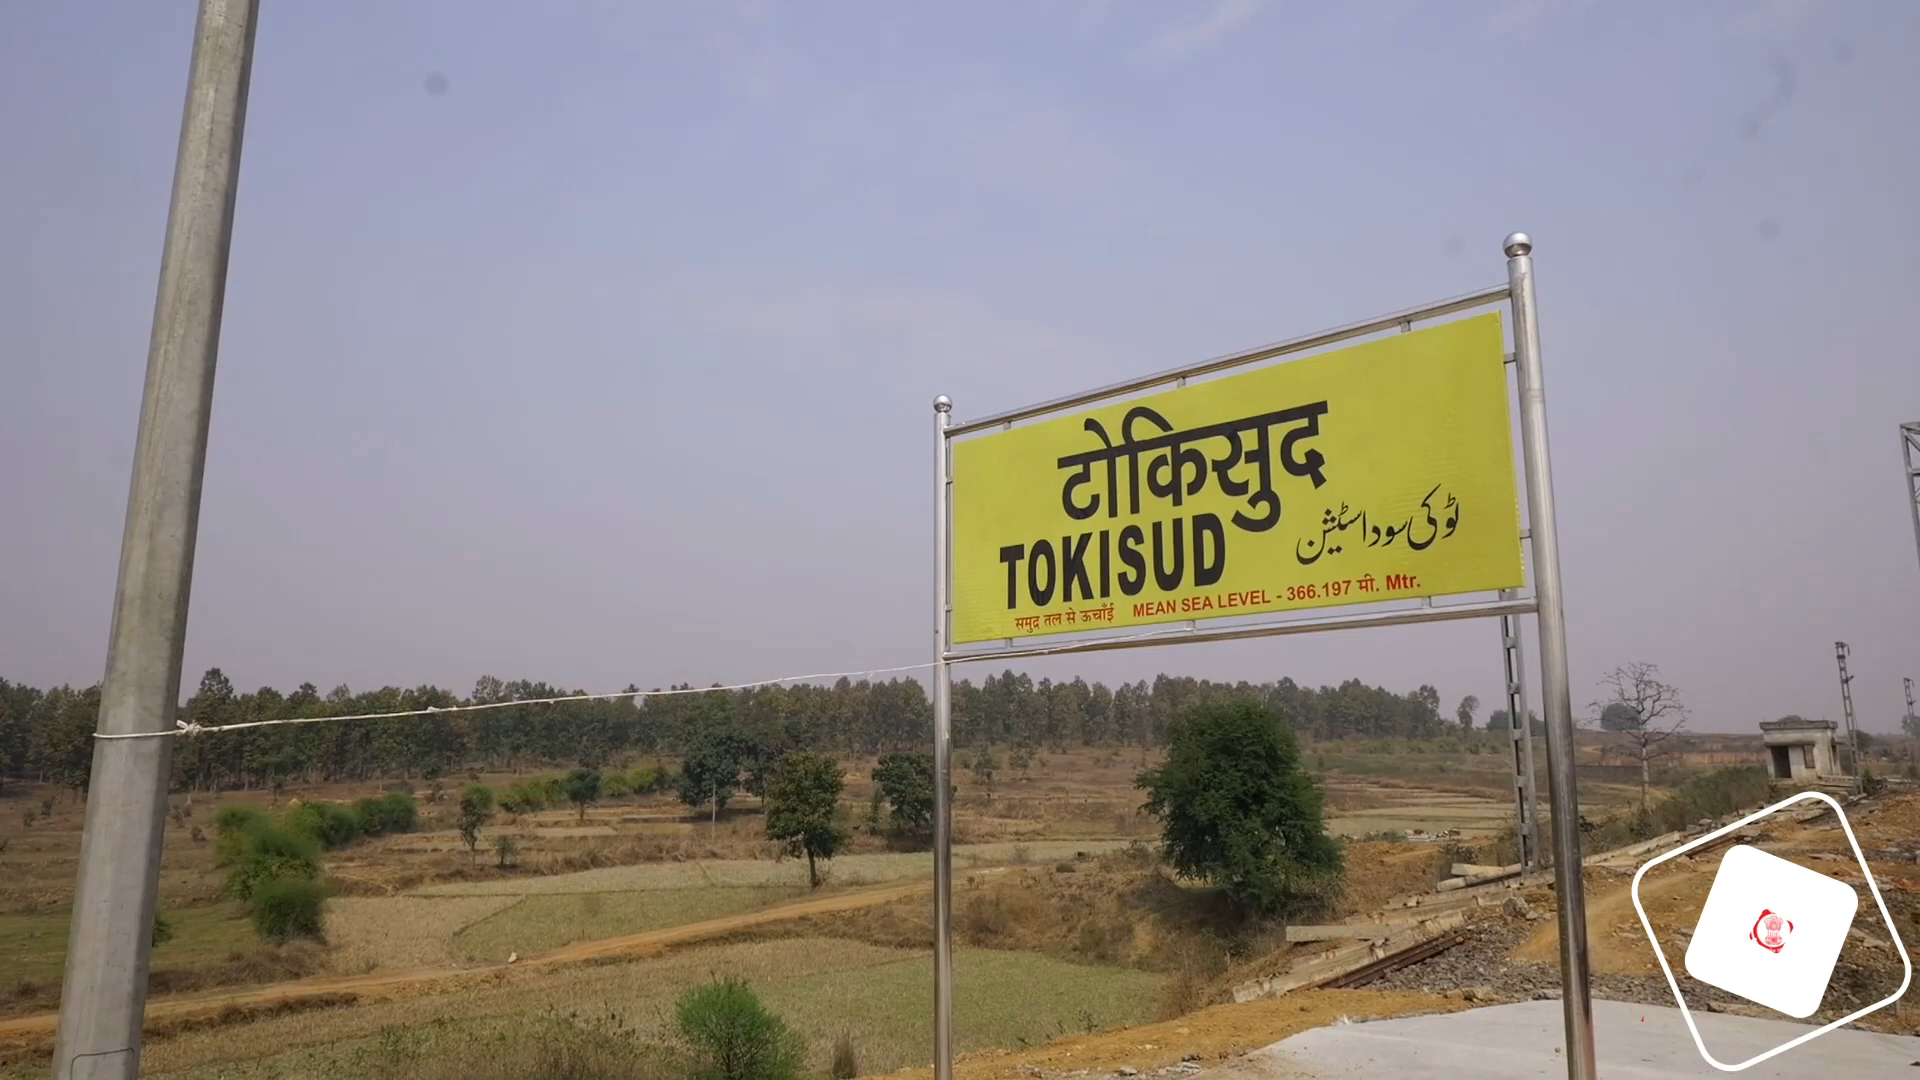 टोकिसुद
TOKISUD
ٹوکی سود اسٹیشن
समुद्र तल से ऊचाँई MEAN SEA LEVEL - 366.197 मी. Mtr.